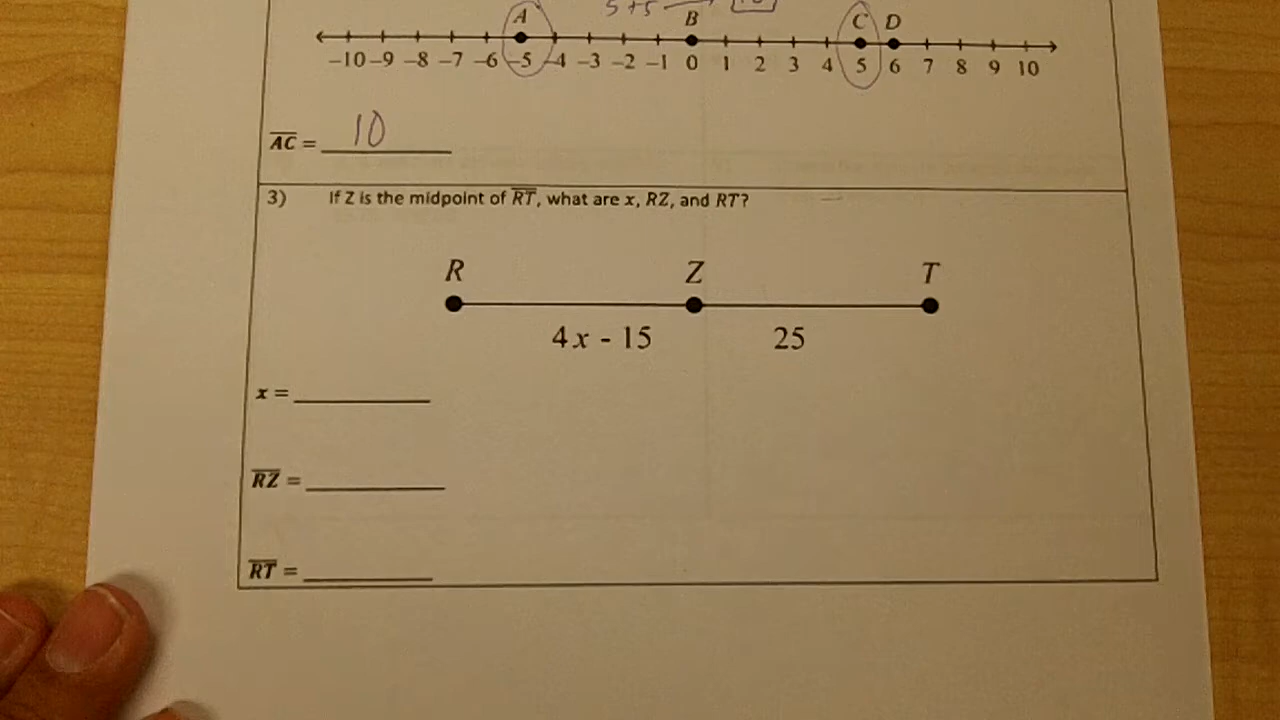 5+5
A B C D
-10 -9 -8 -7 -6 -5 -4 -3 -2 -1 0 1 2 3 4 5 6 7 8 9 10
AC = 10
3) If Z is the midpoint of RT, what are x, RZ, and RT?
R Z T
4x - 15 25
x =
RZ =
RT =